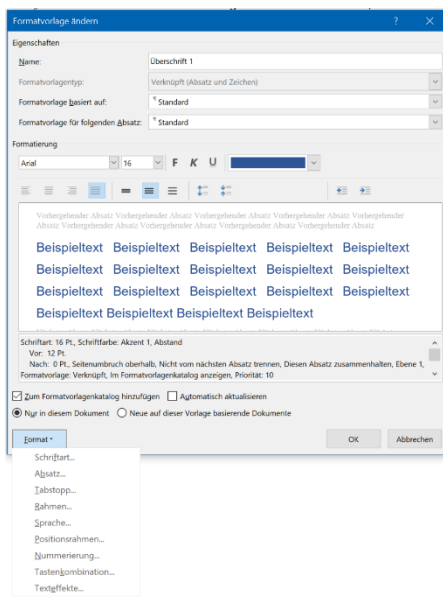 Formatvorlage ändern ? ×
Eigenschaften
Name: Überschrift 1
Formatvorlagentyp: Verknüpft (Absatz und Zeichen)
Formatvorlage basiert auf: ¶ Standard
Formatvorlage für folgenden Absatz: ¶ Standard
Formatierung
Arial 16 F K U
Vorhergehender Absatz Vorhergehender Absatz Vorhergehender Absatz Vorhergehender Absatz Vorhergehender
Absatz Vorhergehender Absatz Vorhergehender Absatz Vorhergehender Absatz Vorhergehender Absatz
Beispieltext Beispieltext Beispieltext Beispieltext Beispieltext
Beispieltext Beispieltext Beispieltext Beispieltext Beispieltext
Beispieltext Beispieltext Beispieltext Beispieltext Beispieltext
Beispieltext Beispieltext Beispieltext Beispieltext
Schriftart: 16 Pt., Schriftfarbe: Akzent 1, Abstand
Vor: 12 Pt.
Nach: 0 Pt., Seitenumbruch oberhalb, Nicht vom nächsten Absatz trennen, Diesen Absatz zusammenhalten, Ebene 1,
Formatvorlage: Verknüpft, Im Formatvorlagenkatalog anzeigen, Priorität: 10
Zum Formatvorlagenkatalog hinzufügen Automatisch aktualisieren
Nur in diesem Dokument Neue auf dieser Vorlage basierende Dokumente
Format OK Abbrechen
Schriftart...
Absatz...
Tabstopp...
Rahmen...
Sprache...
Positionsrahmen...
Nummerierung...
Tastenkombination...
Texteffekte...